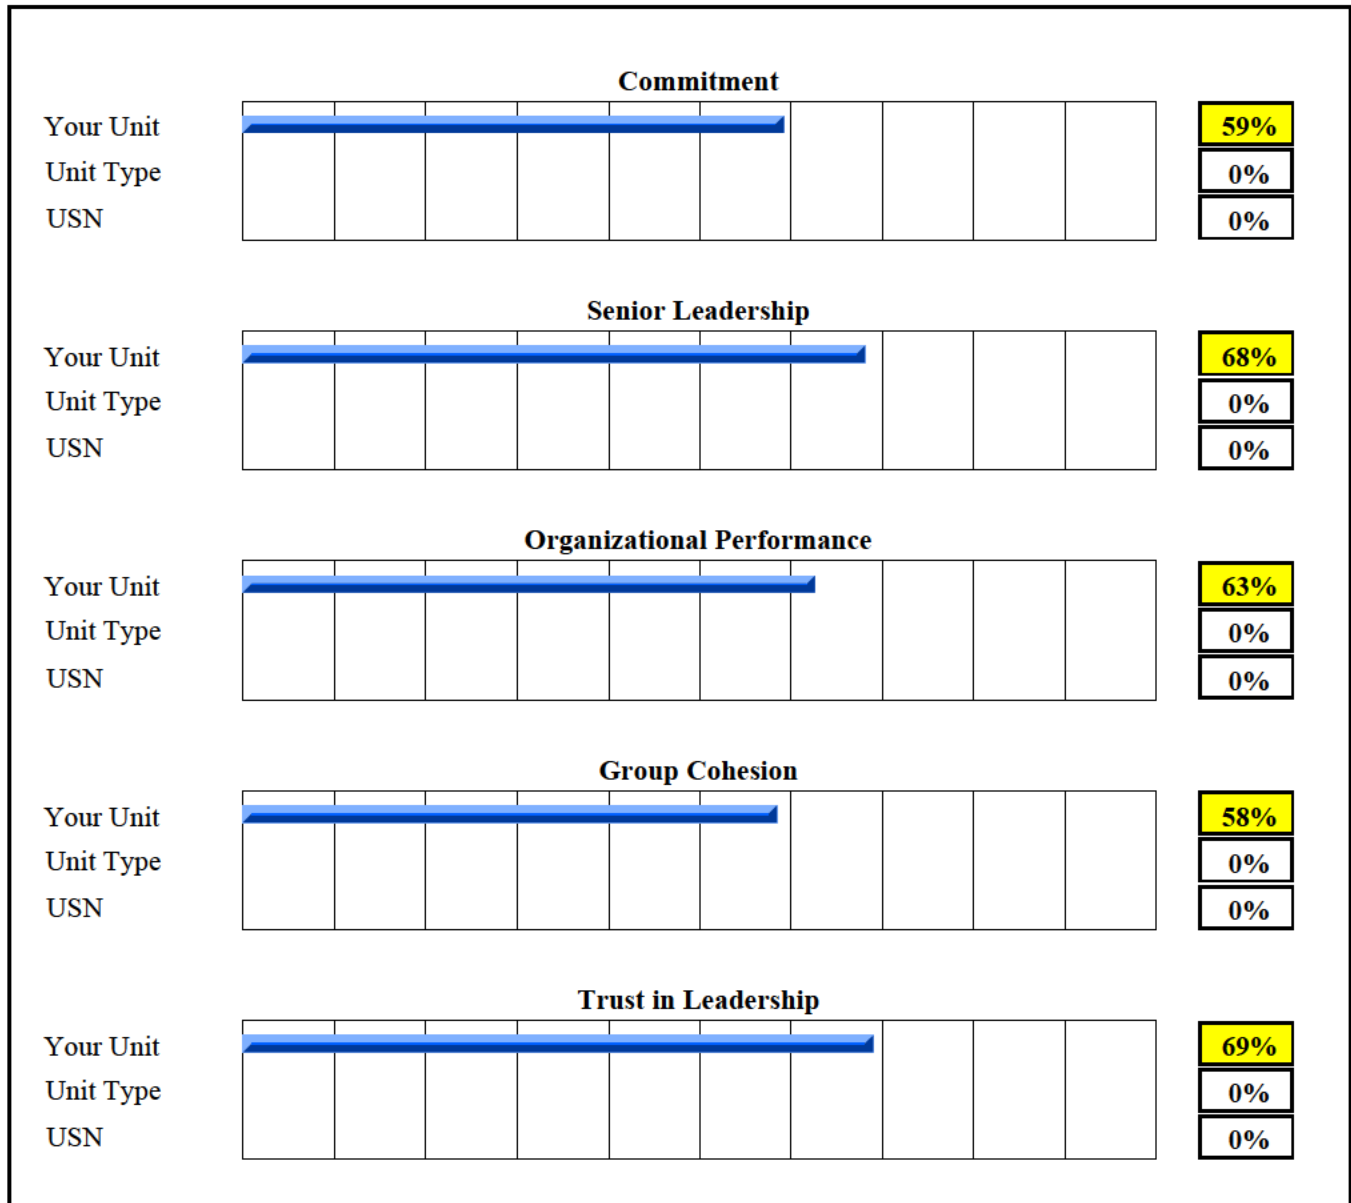 Commitment
Your Unit 59%
Unit Type 0%
USN 0%
Senior Leadership
Your Unit 68%
Unit Type 0%
USN 0%
Organizational Performance
Your Unit 63%
Unit Type 0%
USN 0%
Group Cohesion
Your Unit 58%
Unit Type 0%
USN 0%
Trust in Leadership
Your Unit 69%
Unit Type 0%
USN 0%